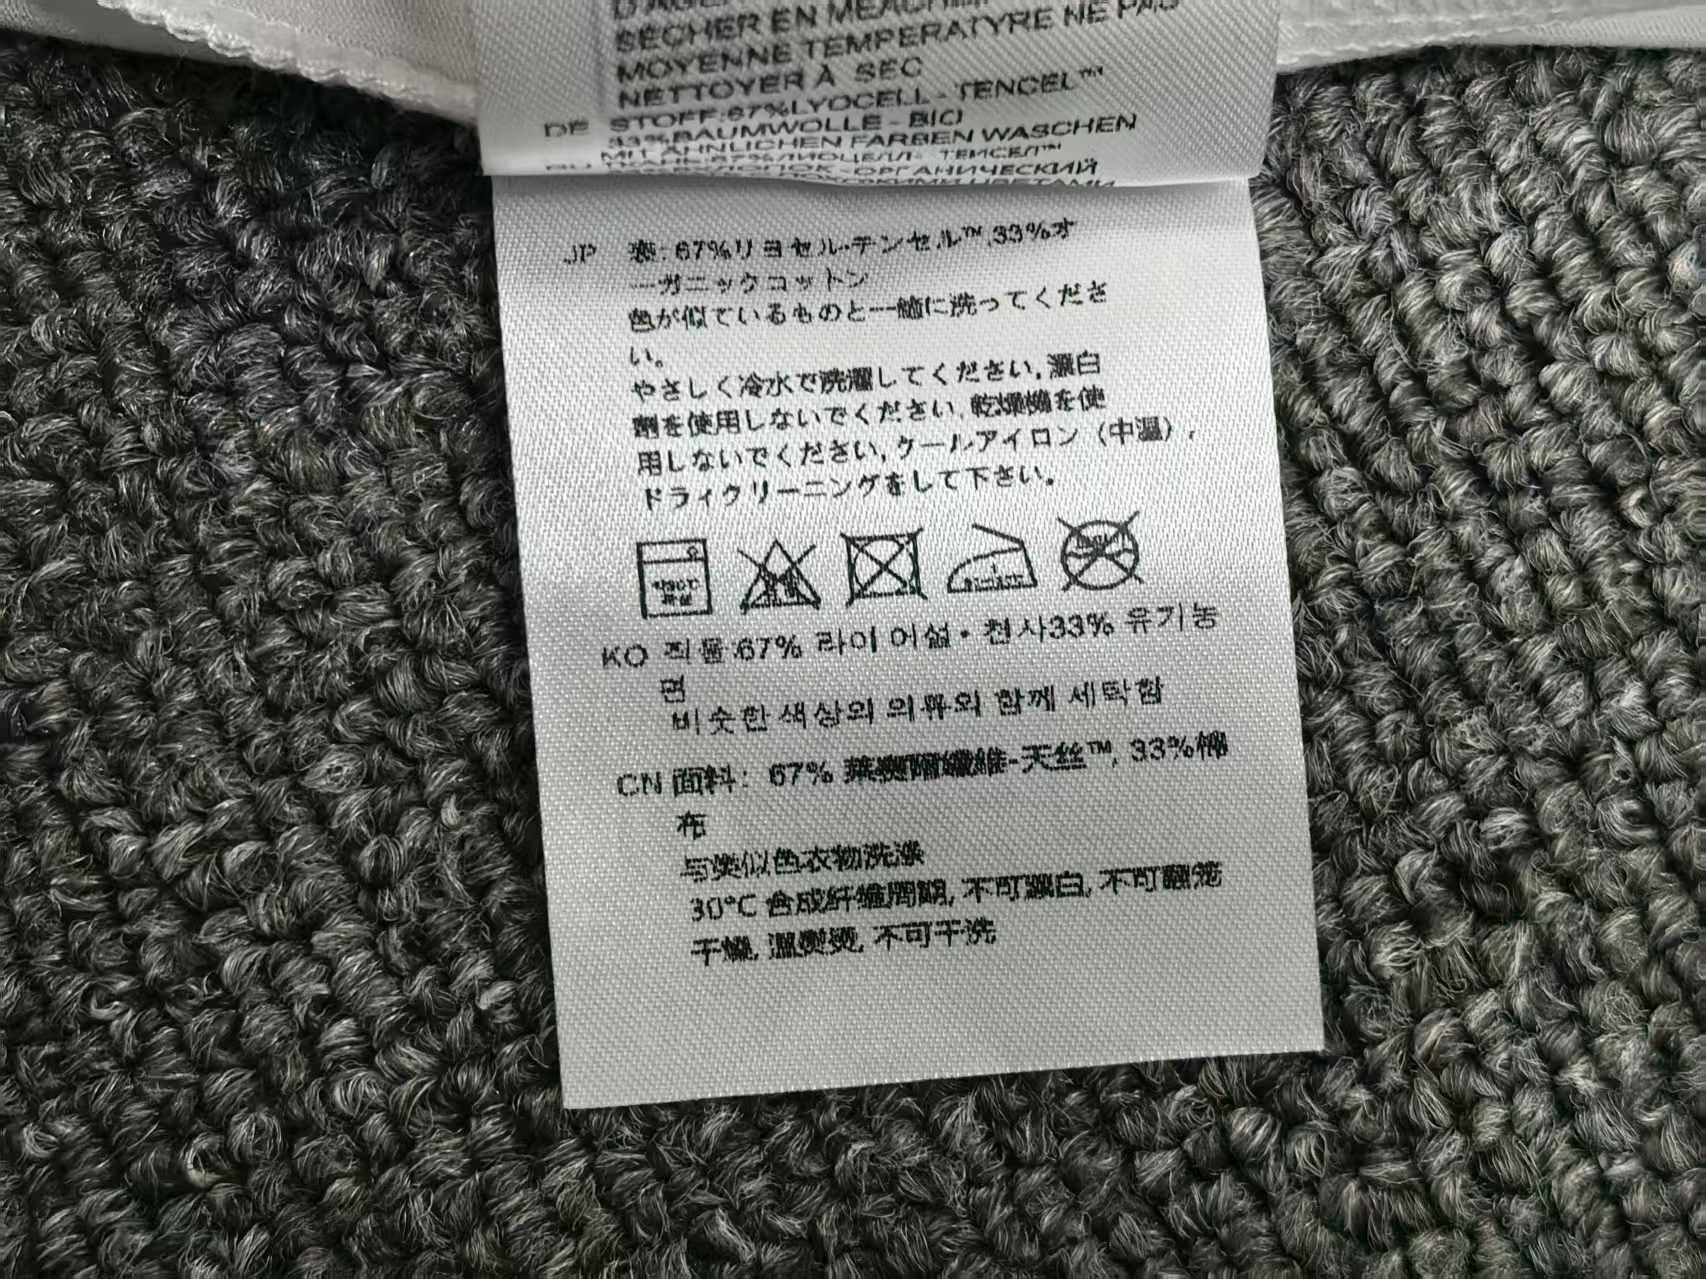 SÉCHER EN
MOYENNE TEMPERATYRE NE PAS
NETTOYER À SEC
DE STOFF:67%LYOCELL - TENCEL™
33%BAUMWOLLE - BIO
MIT ÄHNLICHEN FARBEN WASCHEN
-ОРГАНИЧЕСКИЙ
JP 表: 67%リヨセル·テンセル™,33%オ
ーガニックコットン
色が似ているものと一緒に洗ってくださ
い。
やさしく冷水で洗濯してください,漂白
剤を使用しないでください,乾燥機を使
用しないでください,クールアイロン（中温）,
ドライクリーニングをして下さい。
KO 직물:67% 라이 어셀·천사33% 유기농
면
비슷한 색상의 의류와 함께 세탁함
CN 面料： 67% -天丝™, 33%棉
布
与类似色衣物洗涤
30°C 合成纤维周期, 不可漂白, 不可翻笼
干燥, 温熨烫, 不可干洗